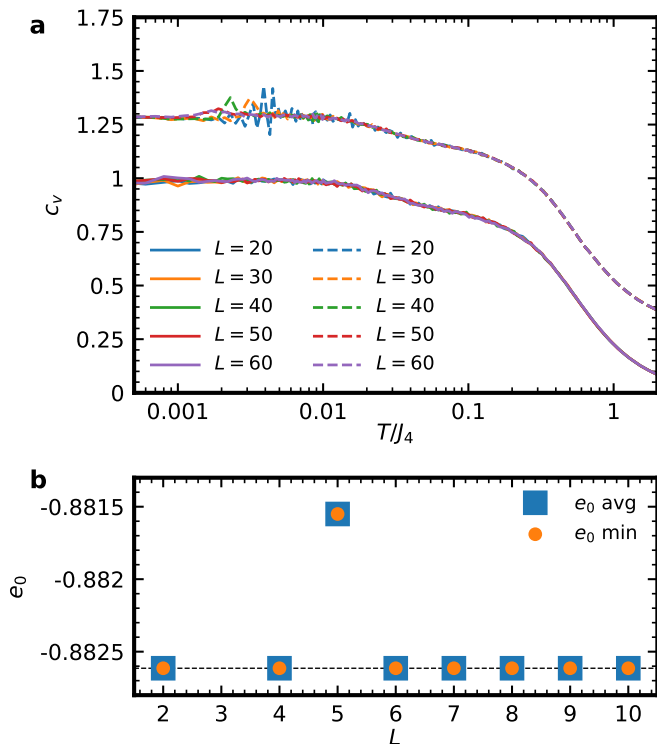 a
1.75
1.5
1.25
1
0.75
0.5
0.25
0
c_v
L = 20 L = 20
L = 30 L = 30
L = 40 L = 40
L = 50 L = 50
L = 60 L = 60
0.001 0.01 0.1 1
T/J_4
b
-0.8815
-0.882
-0.8825
e_0
e_0 avg
e_0 min
2 3 4 5 6 7 8 9 10
L